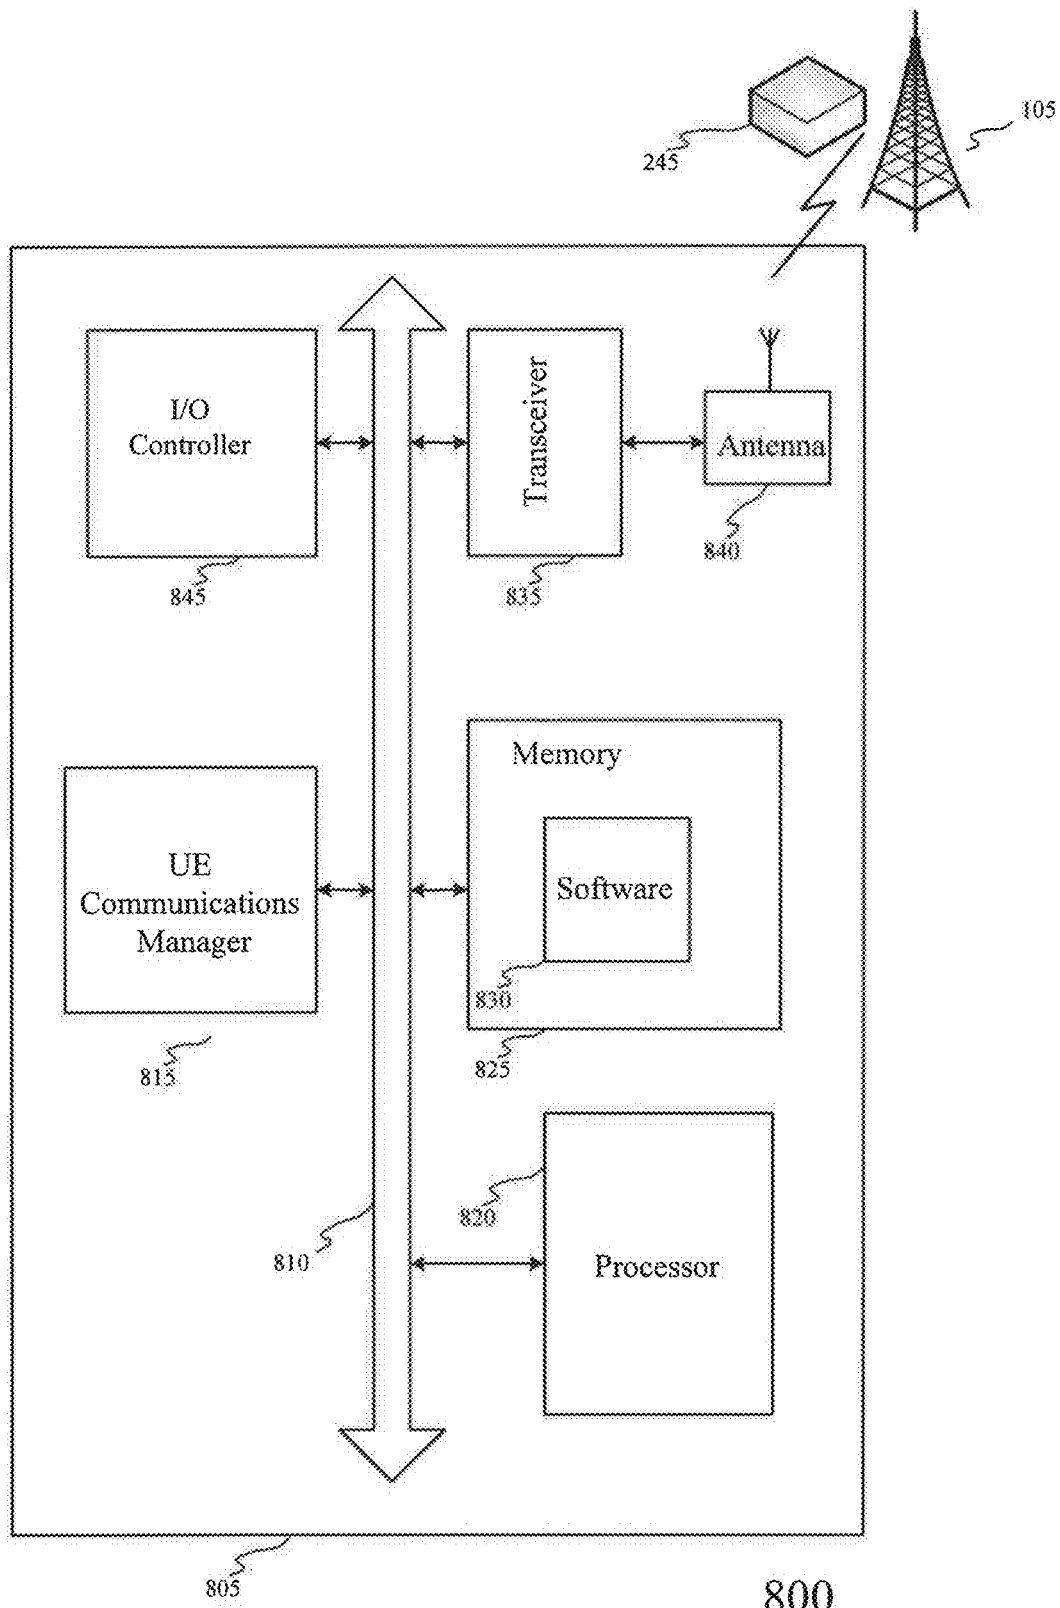 105
245
I/O
Controller
845
Transceiver
835
Antenna
840
UE
Communications
Manager
815
Memory
Software
830
825
820
Processor
810
805
800